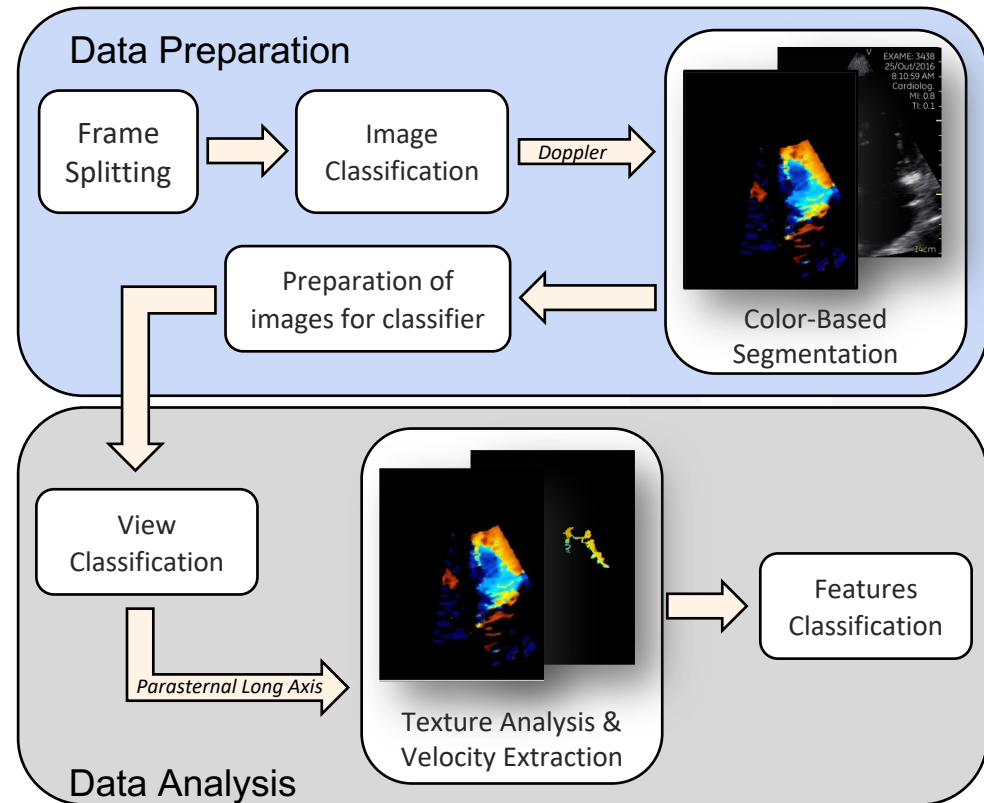 Data Preparation
Frame
Splitting
Image
Classification
Doppler
V
EXAME: 3438
25/Out/2016
8:10:59 AM
Cardiolog.
MI: 0.8
TI: 0.1
14cm
Color-Based
Segmentation
Preparation of
images for classifier
View
Classification
Parasternal Long Axis
Texture Analysis &
Velocity Extraction
Features
Classification
Data Analysis